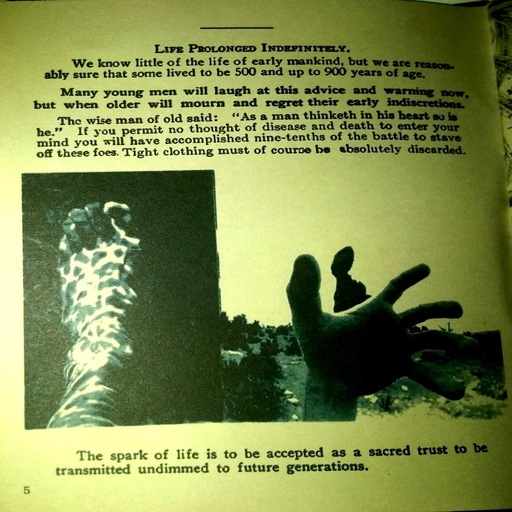 LIFE PROLONGED INDEFINITELY.
We know little of the life of early mankind, but we are reason-
ably sure that some lived to be 500 and up to 900 years of age.
Many young men will laugh at this advice and warning now,
but when older will mourn and regret their early indiscretions.
The wise man of old said: "As a man thinketh in his heart so is
he." If you permit no thought of disease and death to enter your
mind you will have accomplished nine-tenths of the battle to stave
off these foes. Tight clothing must of course be absolutely discarded.
The spark of life is to be accepted as a sacred trust to be
transmitted undimmed to future generations.
5